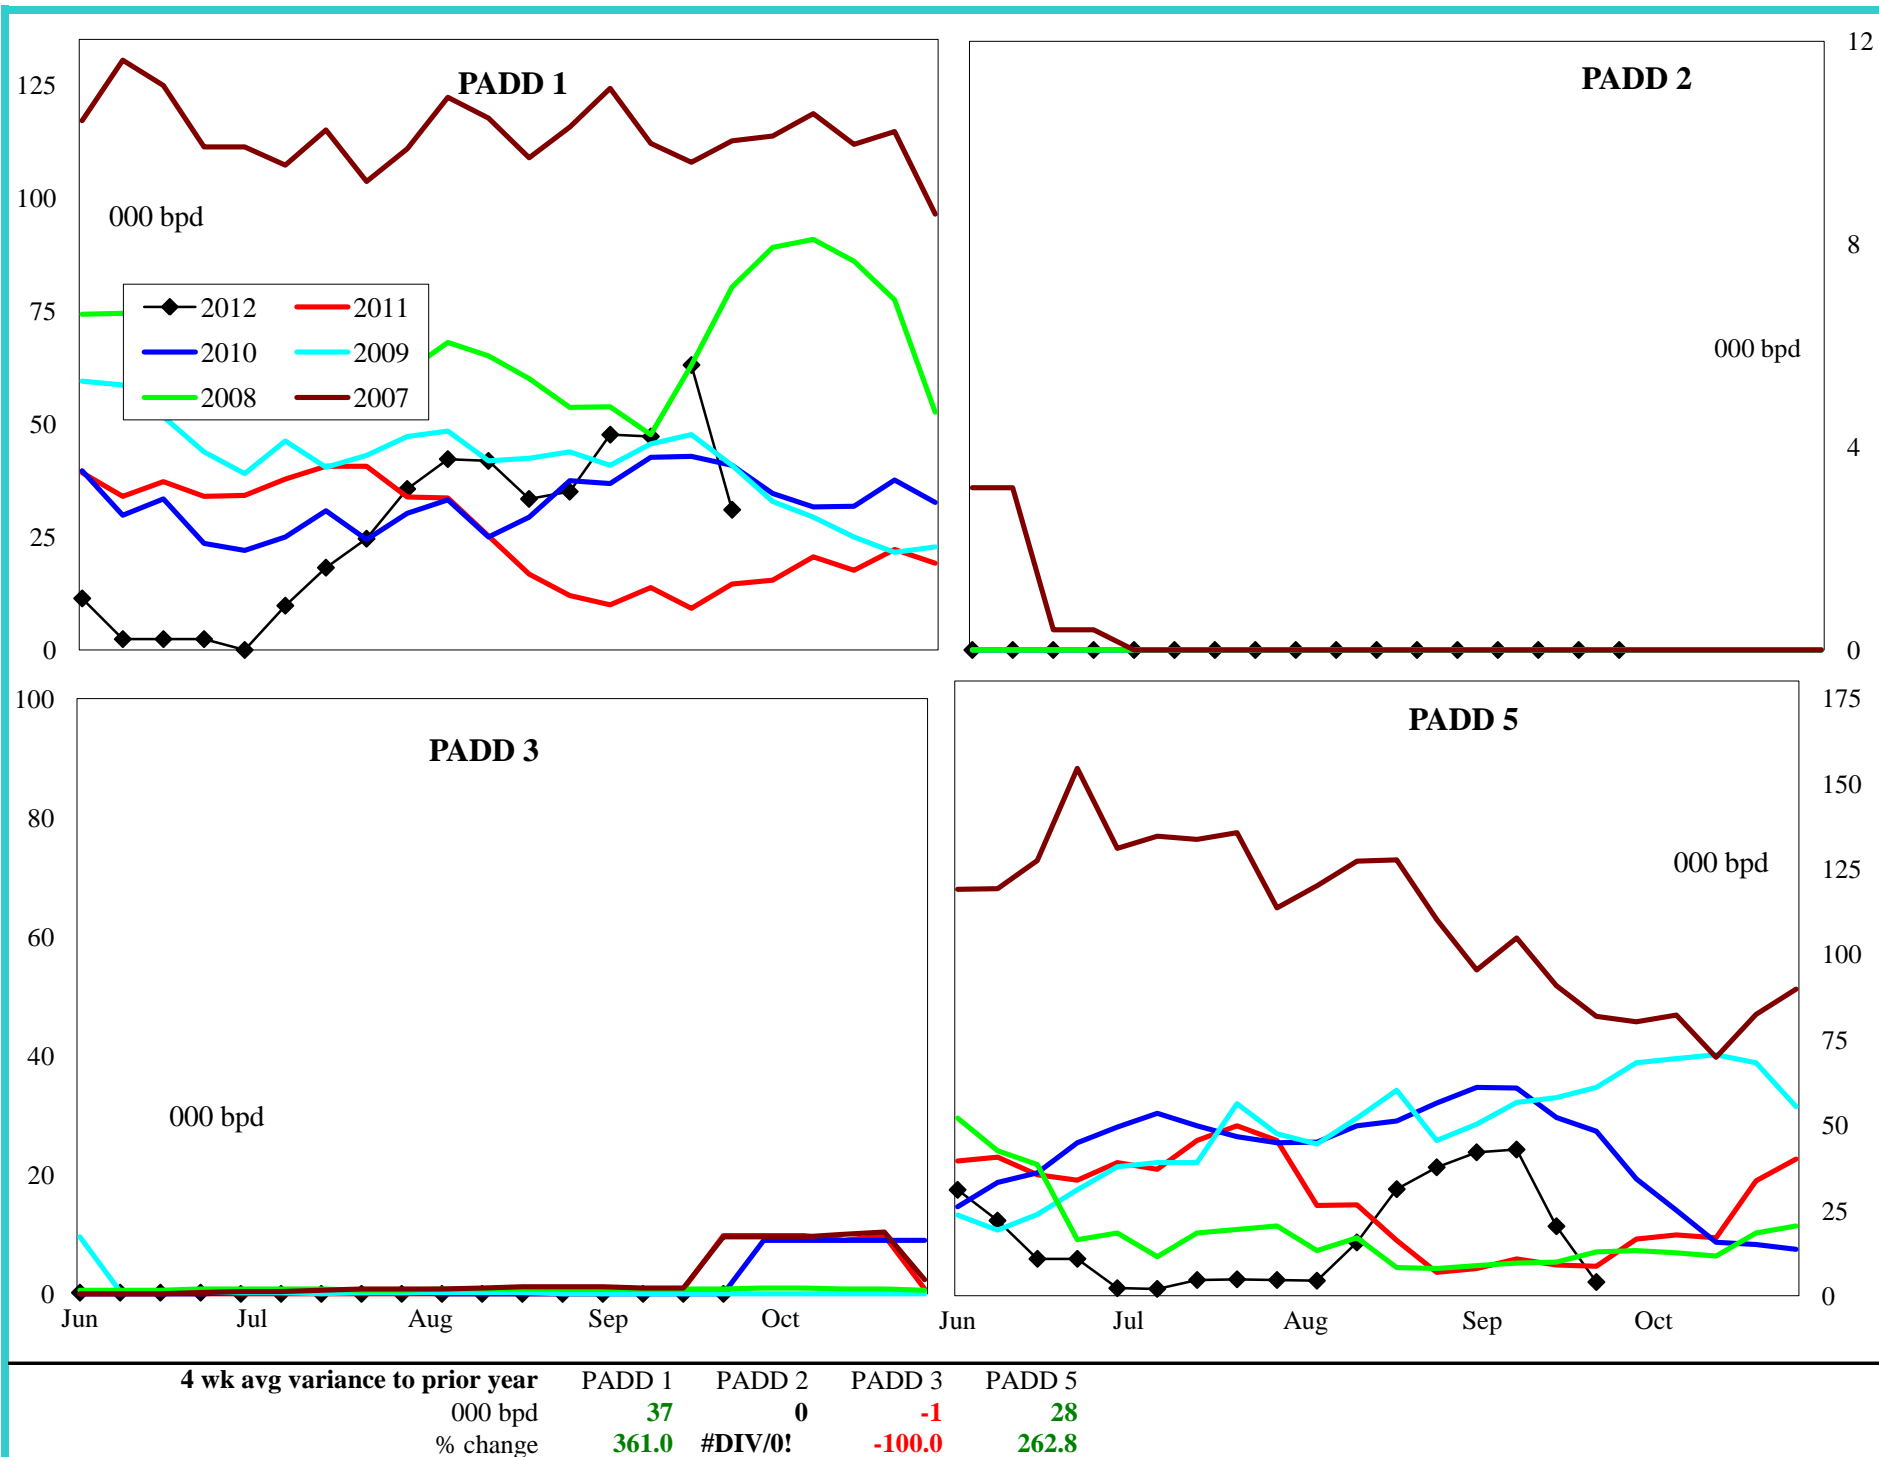 PADD 1
125
100
75
50
25
0
000 bpd
2012 2011
2010 2009
2008 2007
PADD 2
12
8
4
0
000 bpd
PADD 3
100
80
60
40
20
0
000 bpd
Jun Jul Aug Sep Oct
PADD 5
175
150
125
100
75
50
25
0
000 bpd
Jun Jul Aug Sep Oct
4 wk avg variance to prior year PADD 1 PADD 2 PADD 3 PADD 5
000 bpd 37 0 -1 28
% change 361.0 #DIV/0! -100.0 262.8